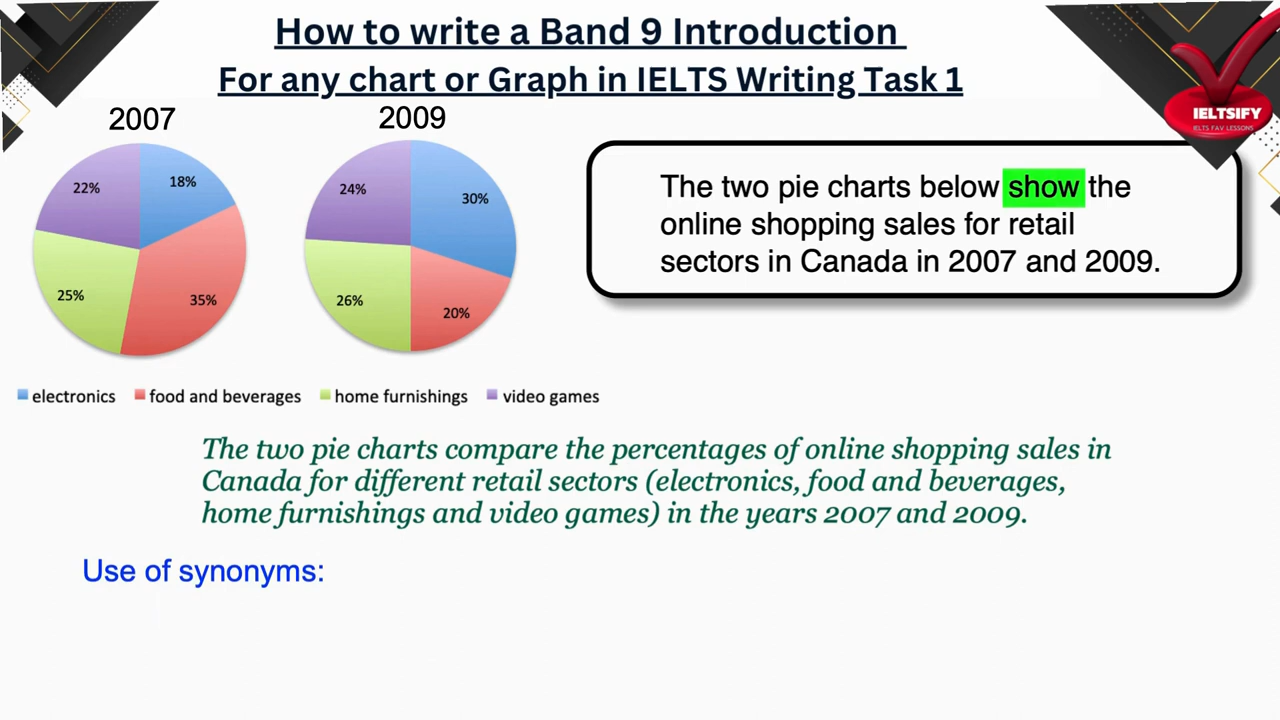 How to write a Band 9 Introduction
For any chart or Graph in IELTS Writing Task 1
IELTSIFY
IELTS FAV LESSONS
2007
2009
22%
18%
25%
35%
24%
30%
26%
20%
electronics food and beverages home furnishings video games
The two pie charts below show the
online shopping sales for retail
sectors in Canada in 2007 and 2009.
The two pie charts compare the percentages of online shopping sales in
Canada for different retail sectors (electronics, food and beverages,
home furnishings and video games) in the years 2007 and 2009.
Use of synonyms: